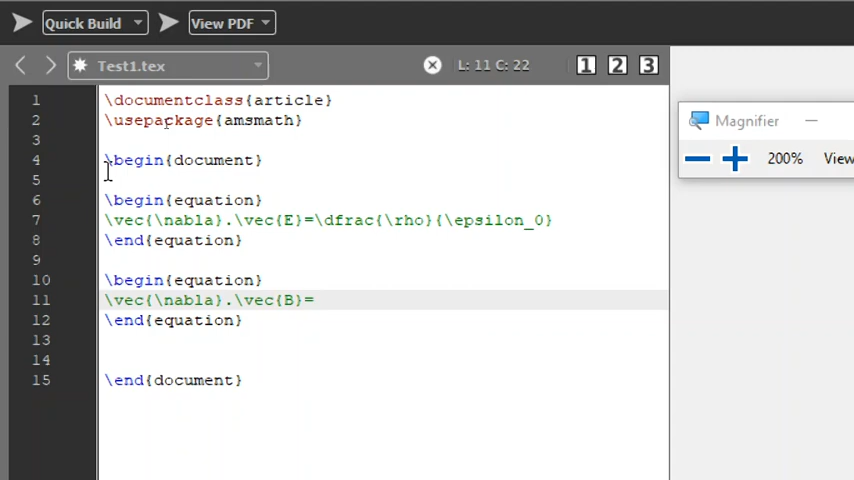 Quick Build View PDF
Test1.tex L: 11 C: 22 1 2 3
1 \documentclass{article}
2 \usepackage{amsmath}
3
4 \begin{document}
5
6 \begin{equation}
7 \vec{\nabla}.\vec{E}=\dfrac{\rho}{\epsilon_0}
8 \end{equation}
9
10 \begin{equation}
11 \vec{\nabla}.\vec{B}=
12 \end{equation}
13
14
15 \end{document}
Magnifier
200% View